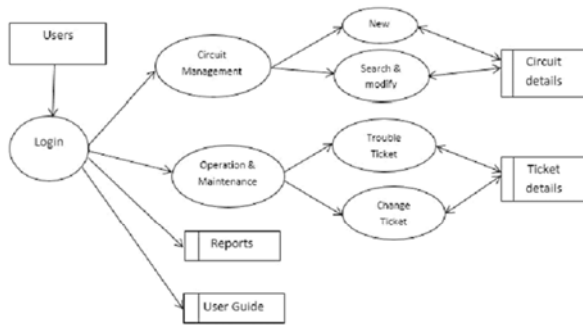 Users
Login
Circuit
Management
New
Search &
modify
Circuit
details
Operation &
Maintenance
Trouble
Ticket
Change
Ticket
Ticket
details
Reports
User Guide